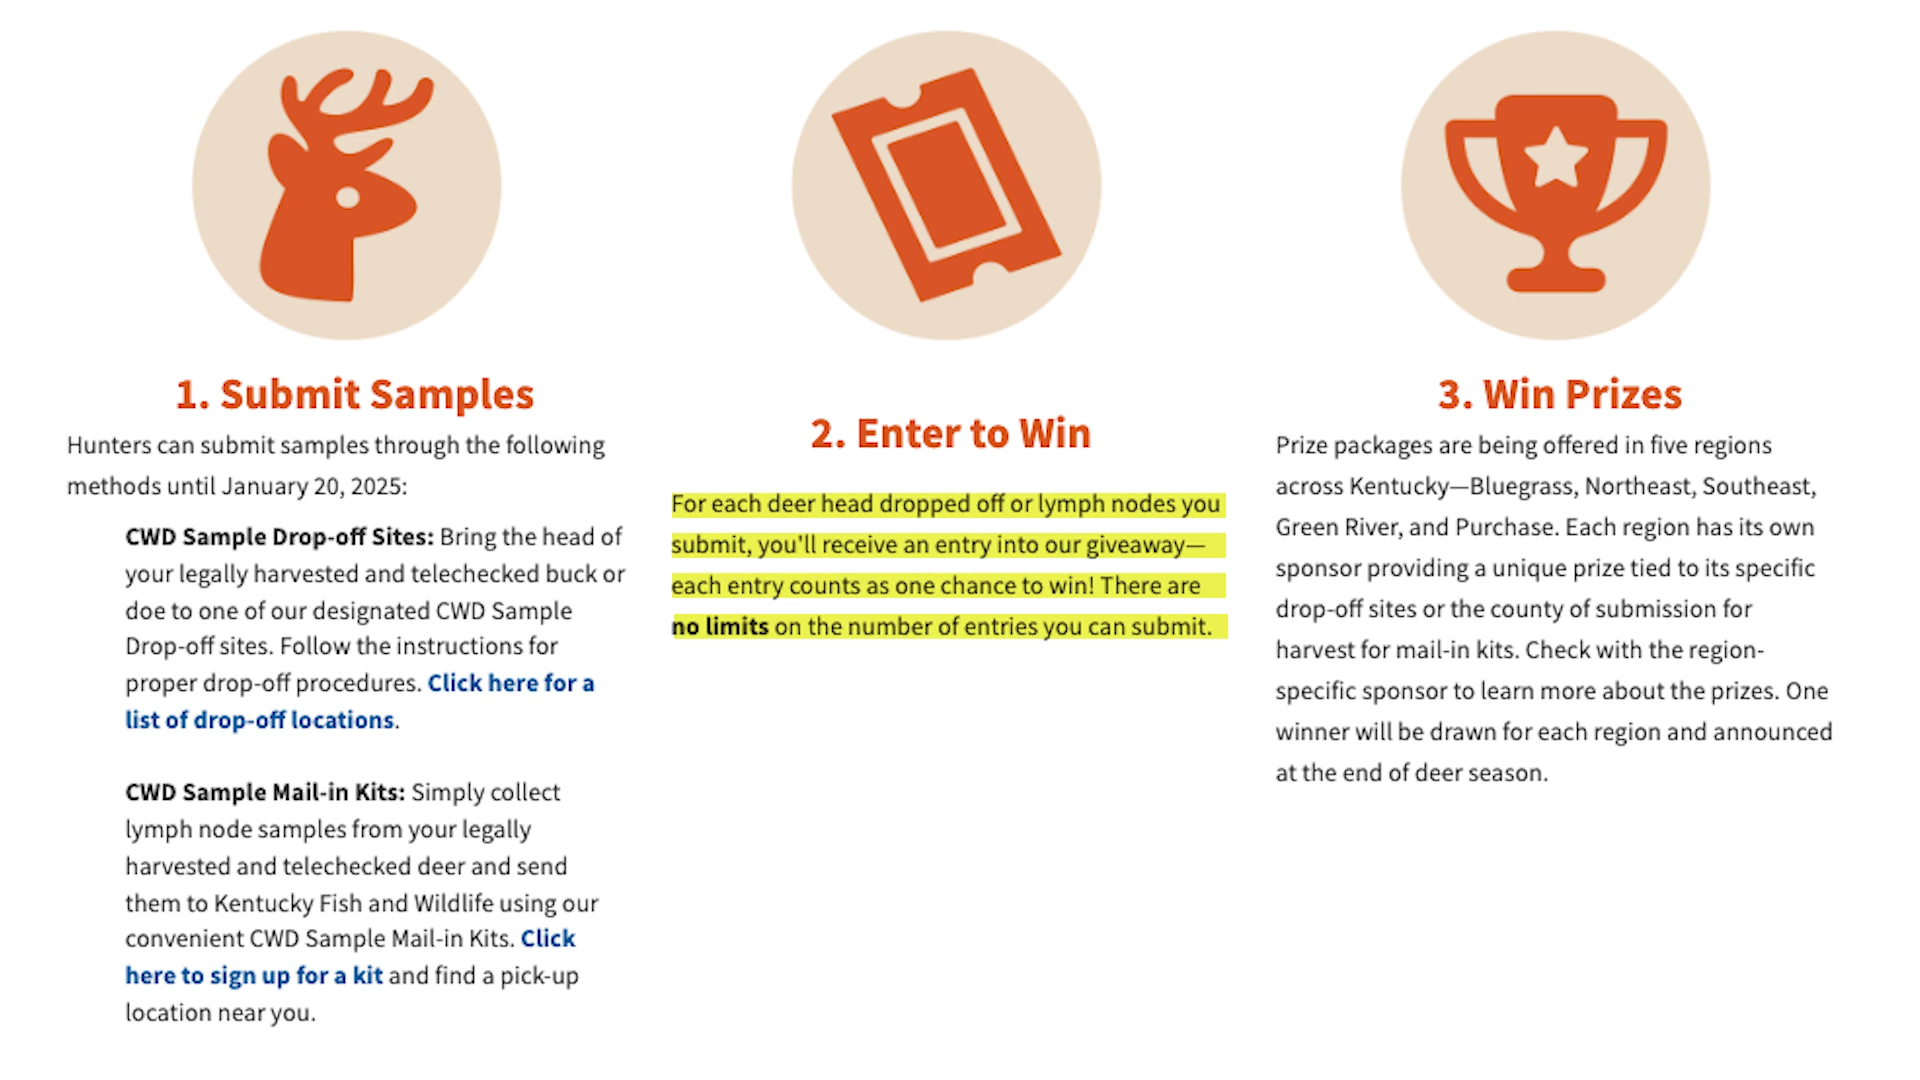 1. Submit Samples
Hunters can submit samples through the following
methods until January 20, 2025:
CWD Sample Drop-off Sites: Bring the head of
your legally harvested and telechecked buck or
doe to one of our designated CWD Sample
Drop-off sites. Follow the instructions for
proper drop-off procedures. Click here for a
list of drop-off locations.
CWD Sample Mail-in Kits: Simply collect
lymph node samples from your legally
harvested and telechecked deer and send
them to Kentucky Fish and Wildlife using our
convenient CWD Sample Mail-in Kits. Click
here to sign up for a kit and find a pick-up
location near you.
2. Enter to Win
For each deer head dropped off or lymph nodes you
submit, you'll receive an entry into our giveaway—
each entry counts as one chance to win! There are
no limits on the number of entries you can submit.
3. Win Prizes
Prize packages are being offered in five regions
across Kentucky—Bluegrass, Northeast, Southeast,
Green River, and Purchase. Each region has its own
sponsor providing a unique prize tied to its specific
drop-off sites or the county of submission for
harvest for mail-in kits. Check with the region-
specific sponsor to learn more about the prizes. One
winner will be drawn for each region and announced
at the end of deer season.